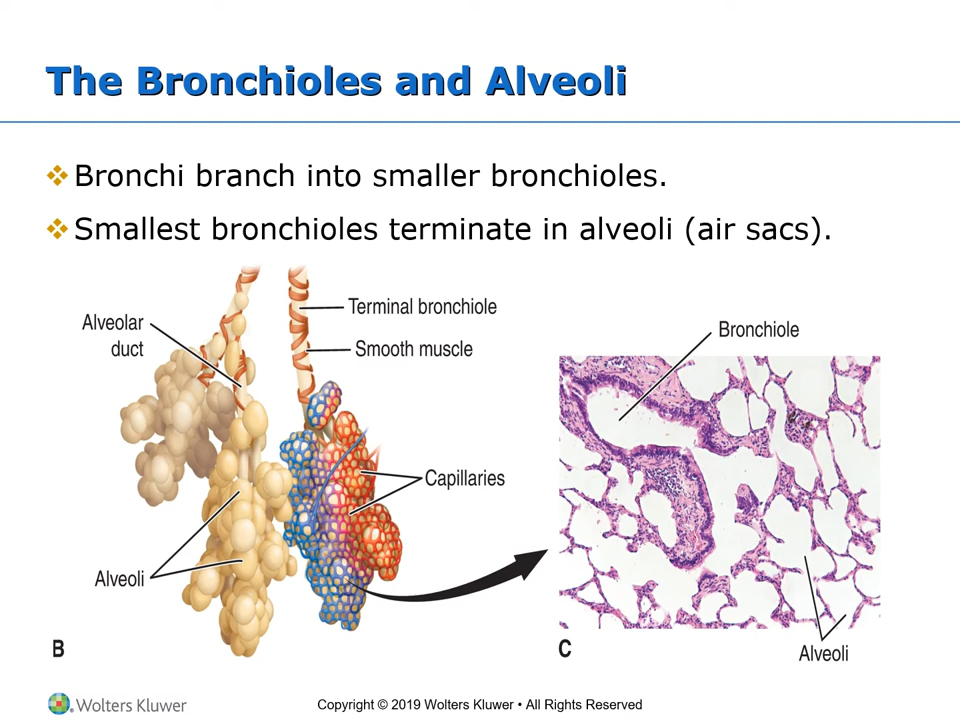 The Bronchioles and Alveoli
❖ Bronchi branch into smaller bronchioles.
❖ Smallest bronchioles terminate in alveoli (air sacs).
Alveolar
duct
Terminal bronchiole
Smooth muscle
Capillaries
Alveoli
B
Bronchiole
Alveoli
C
Wolters Kluwer
Copyright © 2019 Wolters Kluwer • All Rights Reserved